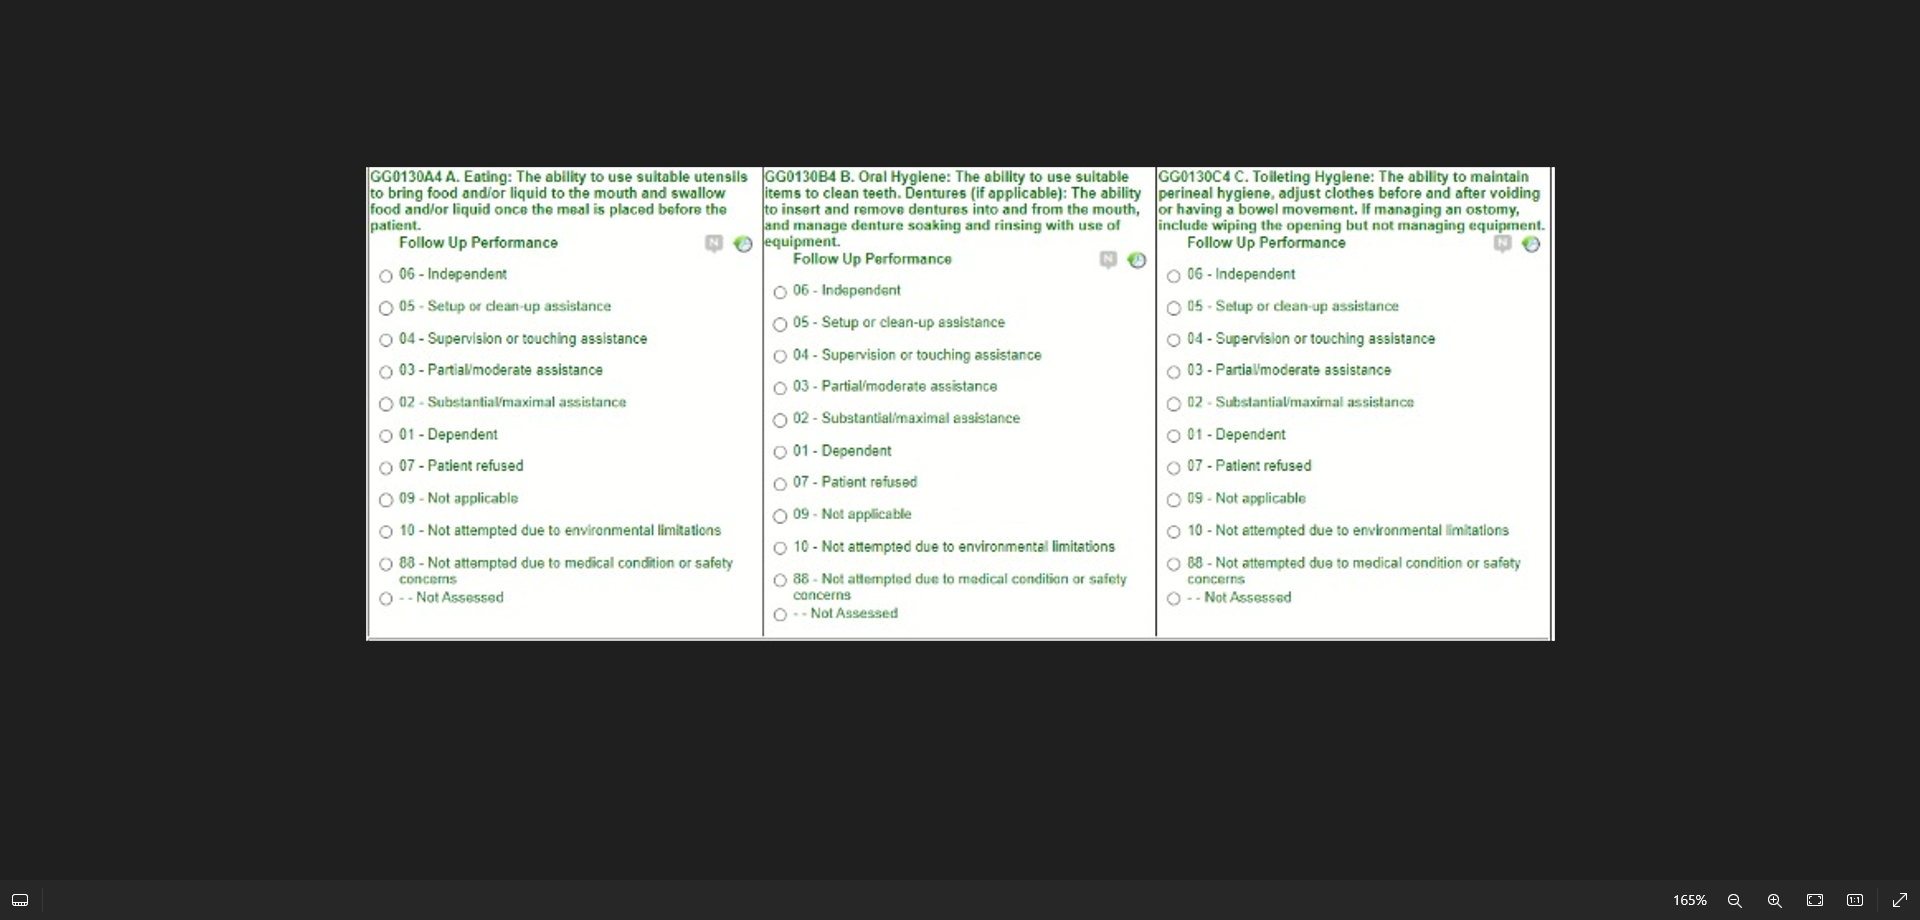 GG0130A4 A. Eating: The ability to use suitable utensils
to bring food and/or liquid to the mouth and swallow
food and/or liquid once the meal is placed before the
patient.
Follow Up Performance
N
06 - Independent
05 - Setup or clean-up assistance
04 - Supervision or touching assistance
03 - Partial/moderate assistance
02 - Substantial/maximal assistance
01 - Dependent
07 - Patient refused
09 - Not applicable
10 - Not attempted due to environmental limitations
88 - Not attempted due to medical condition or safety
concerns
- - Not Assessed
GG0130B4 B. Oral Hygiene: The ability to use suitable
items to clean teeth. Dentures (if applicable): The ability
to insert and remove dentures into and from the mouth,
and manage denture soaking and rinsing with use of
equipment.
Follow Up Performance
N
06 - Independent
05 - Setup or clean-up assistance
04 - Supervision or touching assistance
03 - Partial/moderate assistance
02 - Substantial/maximal assistance
01 - Dependent
07 - Patient refused
09 - Not applicable
10 - Not attempted due to environmental limitations
88 - Not attempted due to medical condition or safety
concerns
- - Not Assessed
GG0130C4 C. Toileting Hygiene: The ability to maintain
perineal hygiene, adjust clothes before and after voiding
or having a bowel movement. If managing an ostomy,
include wiping the opening but not managing equipment.
Follow Up Performance
N
06 - Independent
05 - Setup or clean-up assistance
04 - Supervision or touching assistance
03 - Partial/moderate assistance
02 - Substantial/maximal assistance
01 - Dependent
07 - Patient refused
09 - Not applicable
10 - Not attempted due to environmental limitations
88 - Not attempted due to medical condition or safety
concerns
- - Not Assessed
165%
1:1